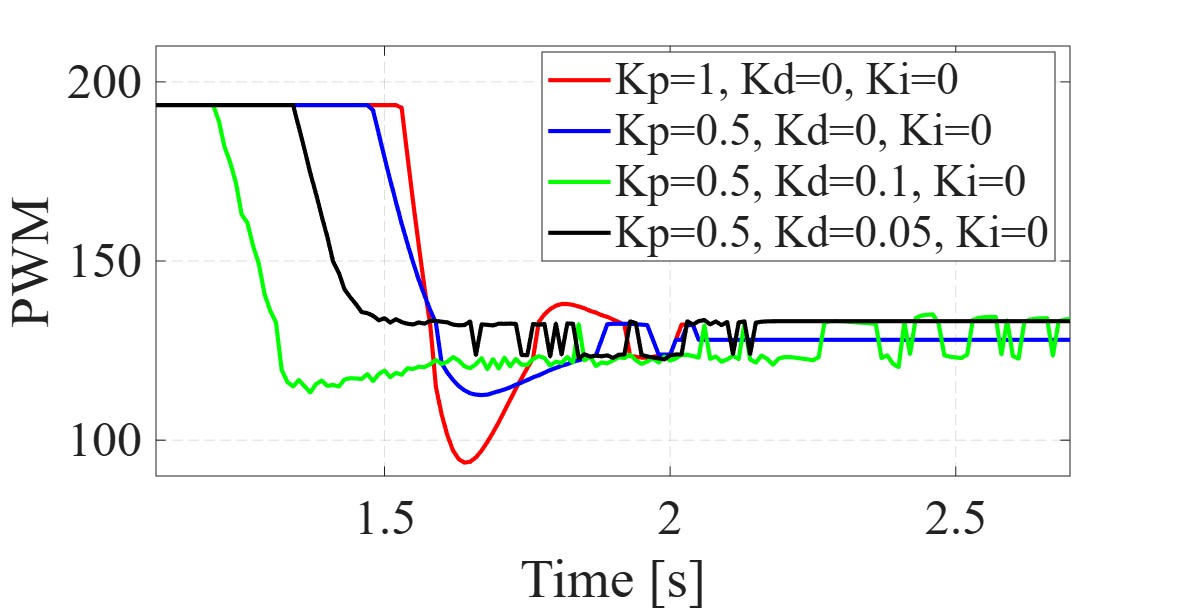 200
150
100
PWM
Kp=1, Kd=0, Ki=0
Kp=0.5, Kd=0, Ki=0
Kp=0.5, Kd=0.1, Ki=0
Kp=0.5, Kd=0.05, Ki=0
1.5
2
2.5
Time [s]